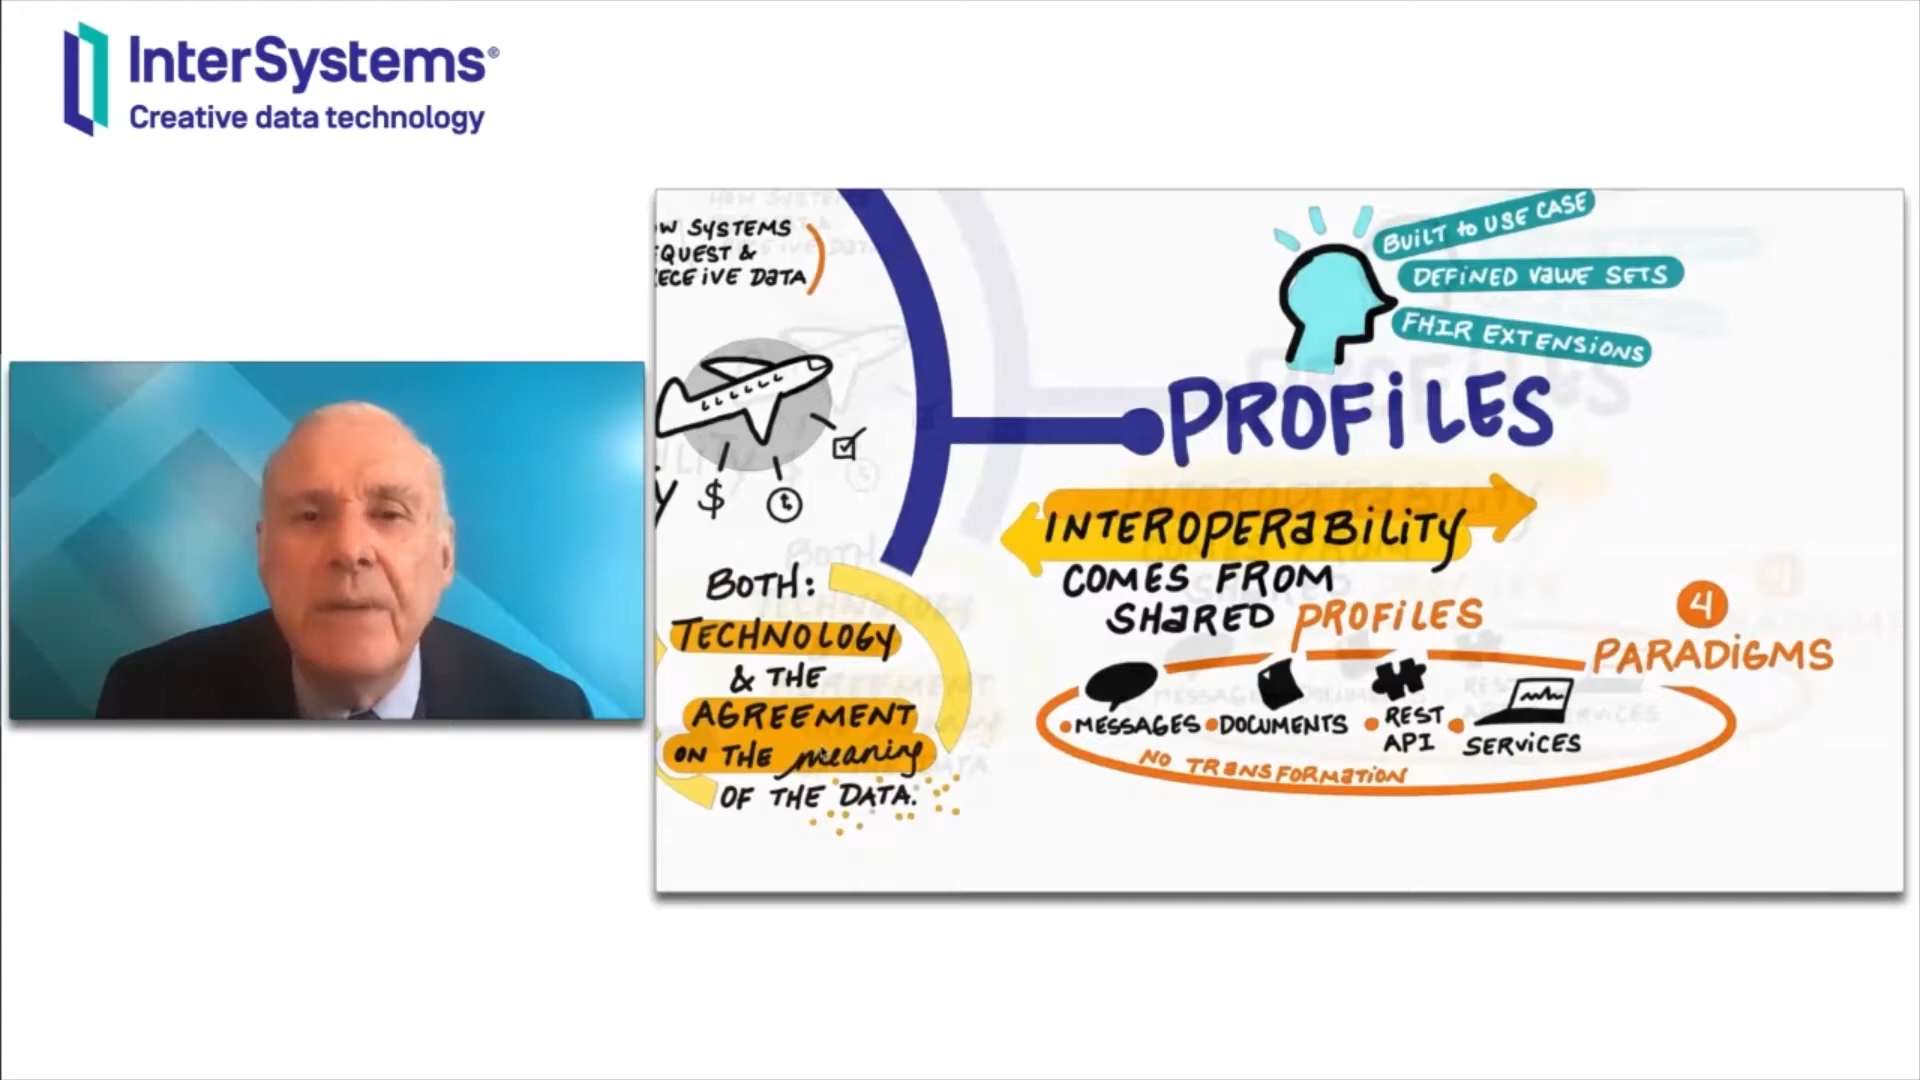 InterSystems®
Creative data technology
W SYSTEMS
QUEST &
ECEIVE DATA
$
Y
BOTH:
TECHNOLOGY
& THE
AGREEMENT
ON THE meaning
OF THE DATA.
BUILT to USE CASE
DEFINED VALUE SETS
FHIR EXTENSIONS
PROFILES
INTEROPERABILITY
COMES FROM
SHARED PROFILES
4
PARADIGMS
•MESSAGES •DOCUMENTS •REST API •SERVICES
NO TRANSFORMATION